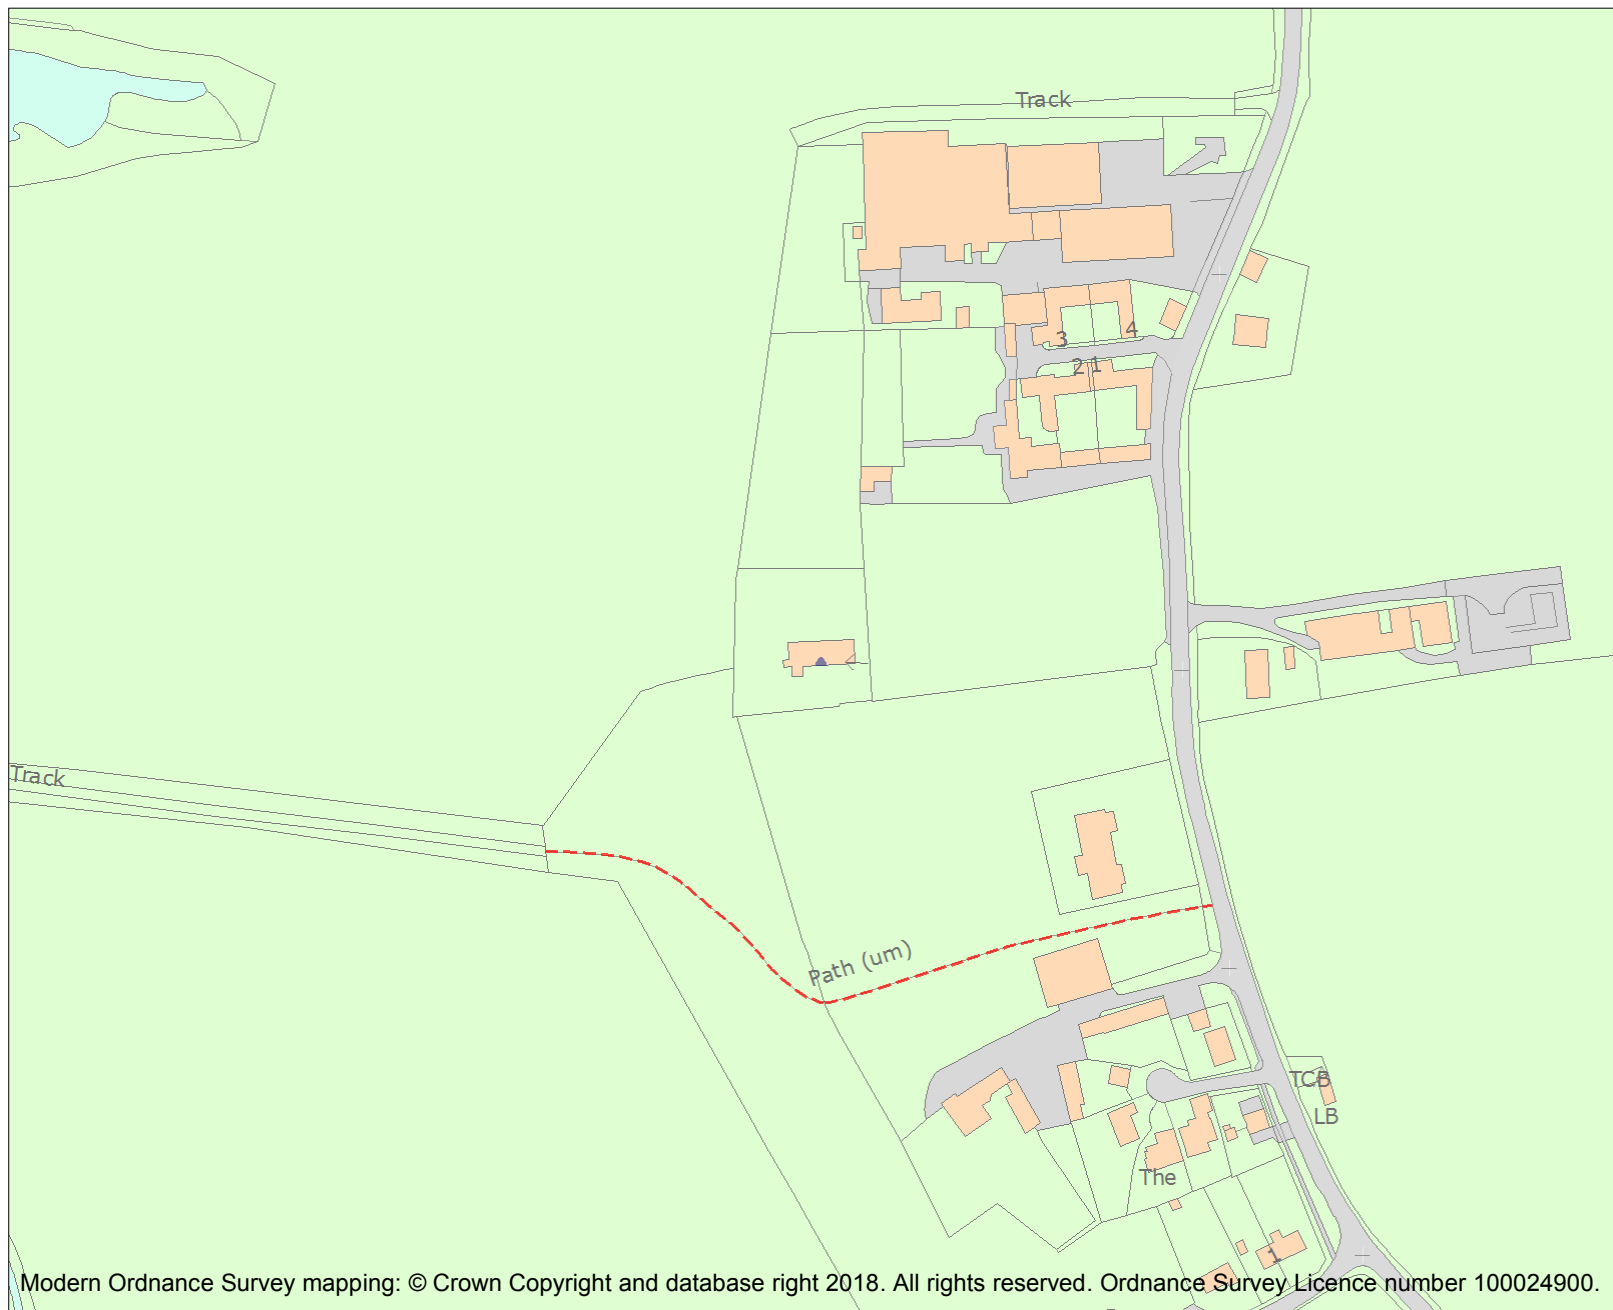 Track
3
4
2
1
Track
Path (um)
TCB
LB
The
1
Modern Ordnance Survey mapping: © Crown Copyright and database right 2018. All rights reserved. Ordnance Survey Licence number 100024900.